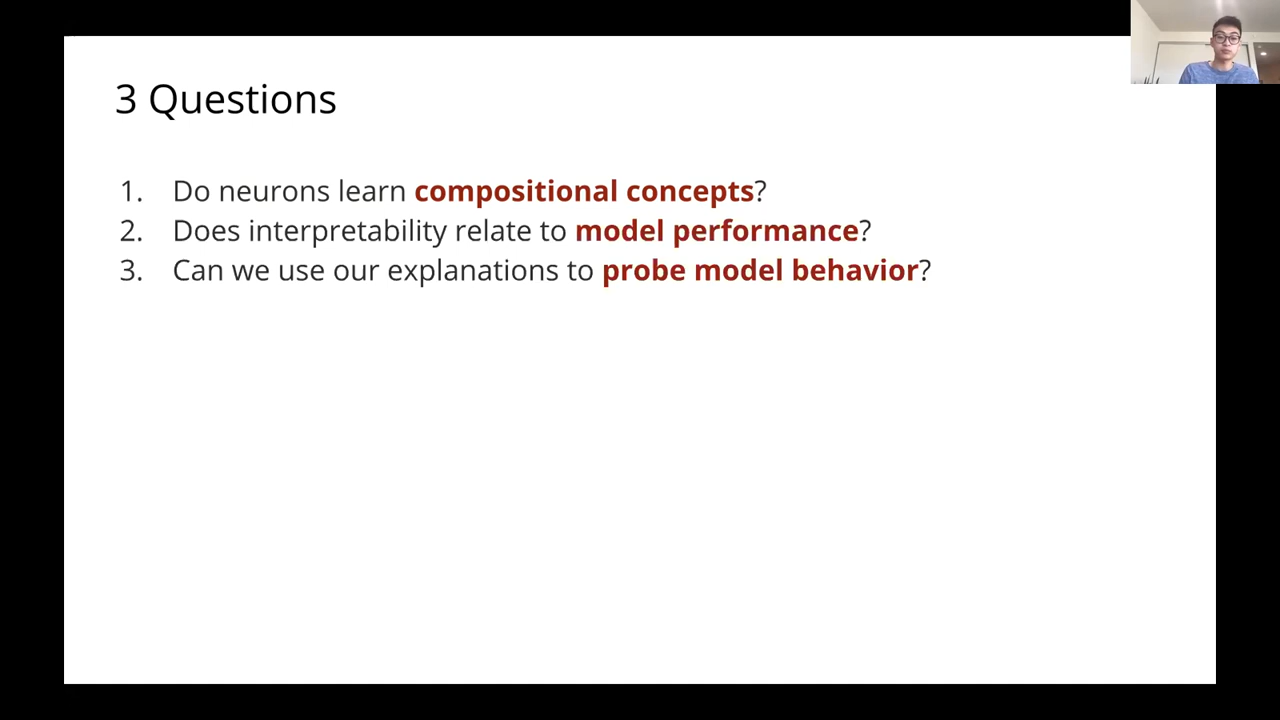 3 Questions
1. Do neurons learn compositional concepts?
2. Does interpretability relate to model performance?
3. Can we use our explanations to probe model behavior?